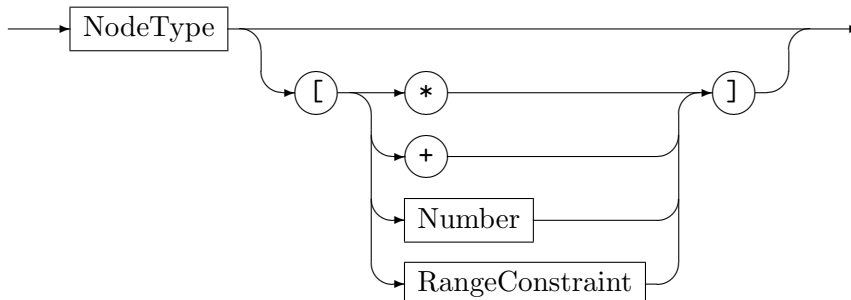 NodeType
[ * ]
+
Number
RangeConstraint